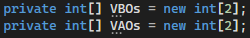 private int[] VBOs = new int[2];
private int[] VAOs = new int[2];